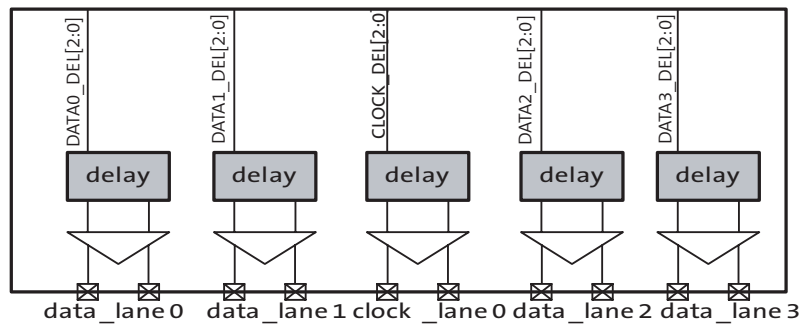 DATA0_DEL[2:0]
DATA1_DEL[2:0]
CLOCK_DEL[2:0]
DATA2_DEL[2:0]
DATA3_DEL[2:0]
delay delay delay delay delay
data_lane0 data_lane1 clock _lane0 data_lane2 data_lane3